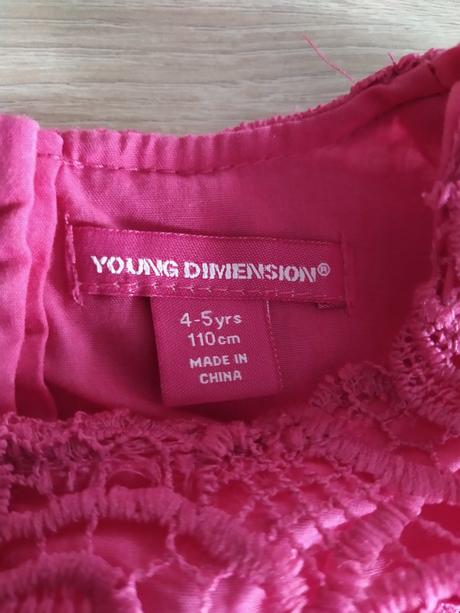 YOUNG DIMENSION®
4-5yrs
110cm
MADE IN
CHINA